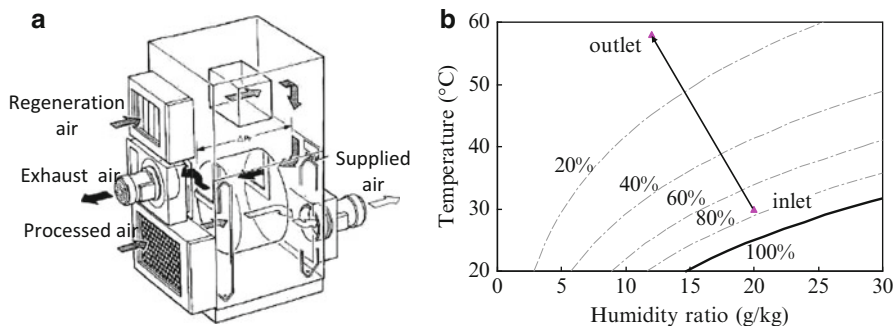 a
Regeneration
air
Exhaust air
Processed air
Supplied
air
b
Temperature (°C)
60
50
40
30
20
outlet
inlet
20%
40%
60%
80%
100%
0
5
10
15
20
25
30
Humidity ratio (g/kg)